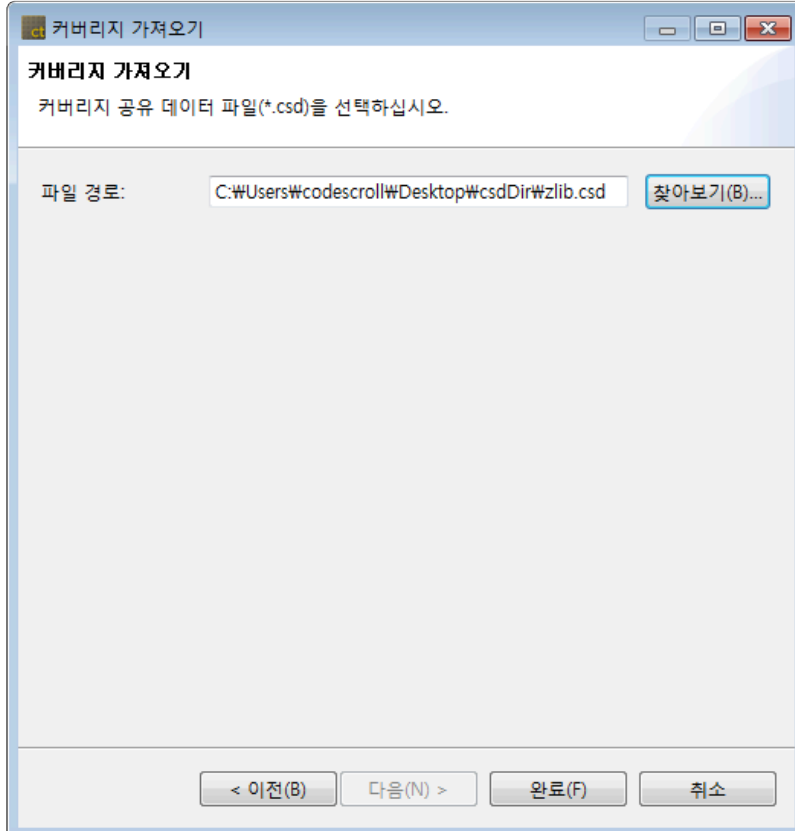 ct 커버리지 가져오기
커버리지 가져오기
커버리지 공유 데이터 파일(*.csd)을 선택하십시오.
파일 경로: C:₩Users₩codescroll₩Desktop₩csdDir₩zlib.csd 찾아보기(B)...
< 이전(B) 다음(N) > 완료(F) 취소